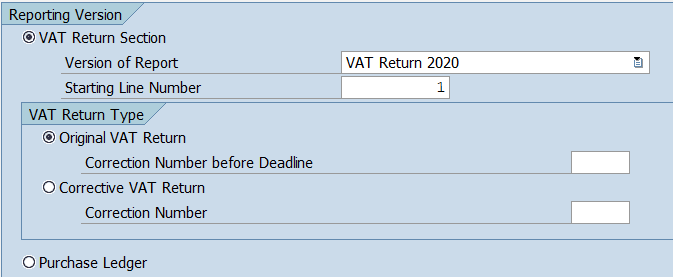 Reporting Version
VAT Return Section
Version of Report VAT Return 2020
Starting Line Number 1
VAT Return Type
Original VAT Return
Correction Number before Deadline
Corrective VAT Return
Correction Number
Purchase Ledger